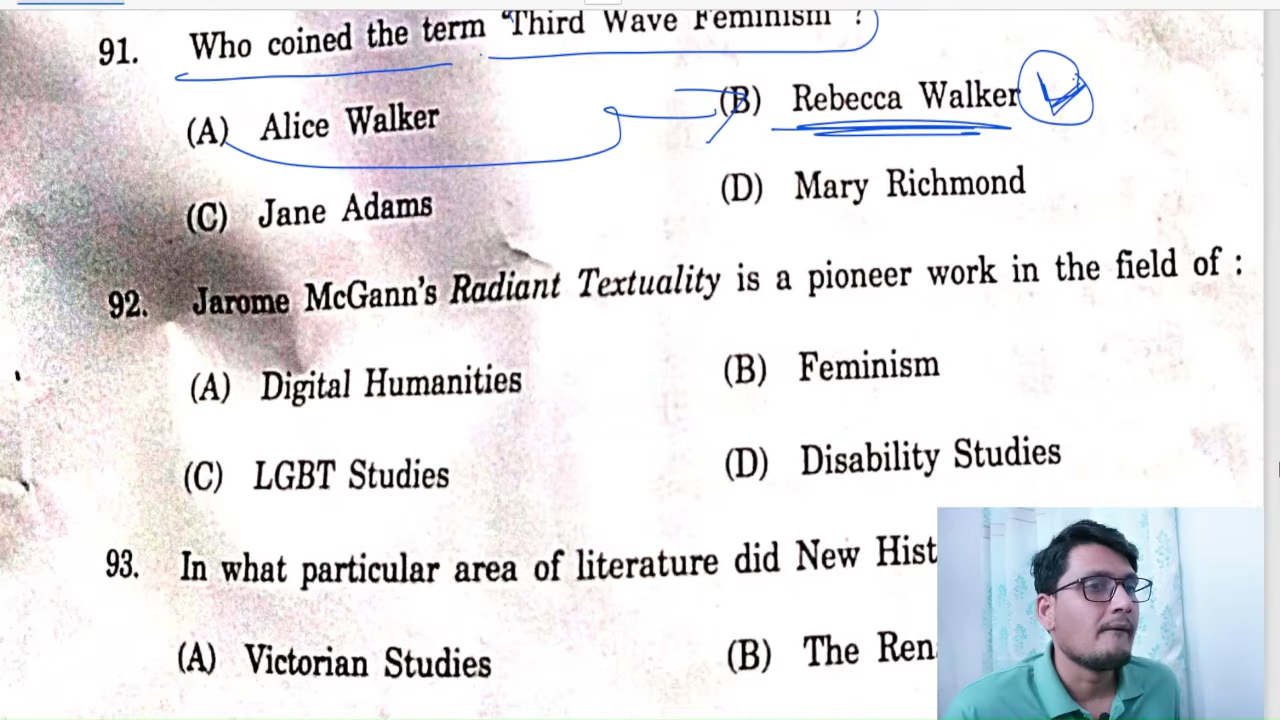 91. Who coined the term "Third Wave Feminism ?
(A) Alice Walker (B) Rebecca Walker
(C) Jane Adams (D) Mary Richmond
92. Jarome McGann's Radiant Textuality is a pioneer work in the field of :
(A) Digital Humanities (B) Feminism
(C) LGBT Studies (D) Disability Studies
93. In what particular area of literature did New Hist
(A) Victorian Studies (B) The Ren